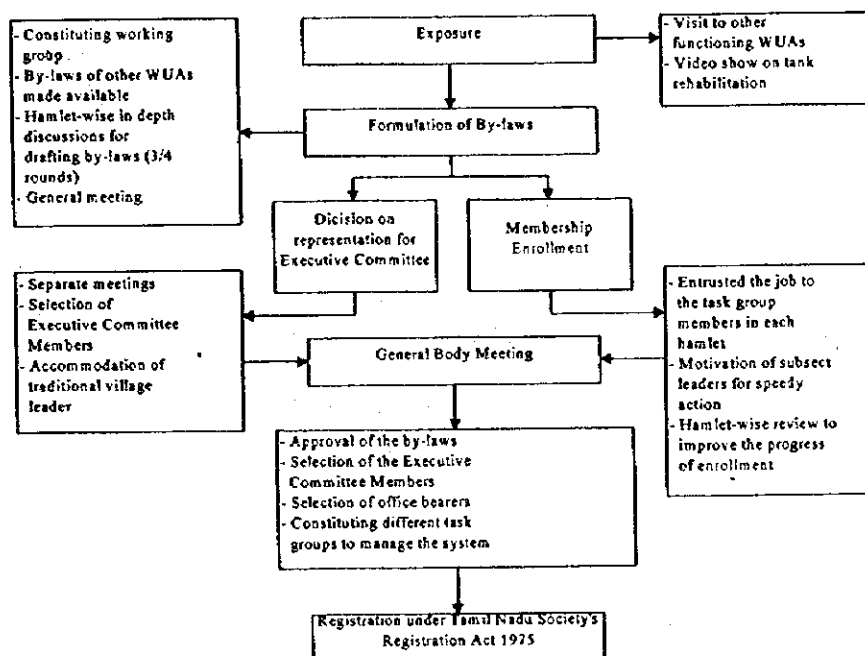 Exposure
- Visit to other
functioning WUAs
- Video show on tank
rehabilitation
- Constituting working
group
- By-laws of other WUAs
made available
- Hamlet-wise in depth
discussions for
drafting by-laws (3/4
rounds)
- General meeting
Formulation of By-laws
Dicision on
representation for
Executive Committee
Membership
Enrollment
- Separate meetings
- Selection of
Executive Committee
Members
- Accommodation of
traditional village
leader
- Entrusted the job to
the task group
members in each
hamlet
- Motivation of subsect
leaders for speedy
action
- Hamlet-wise review to
improve the progress
of enrollment
General Body Meeting
- Approval of the by-laws
- Selection of the Executive
Committee Members
- Selection of office bearers
- Constituting different task
groups to manage the system
Registration under Tamil Nadu Society's
Registration Act 1975